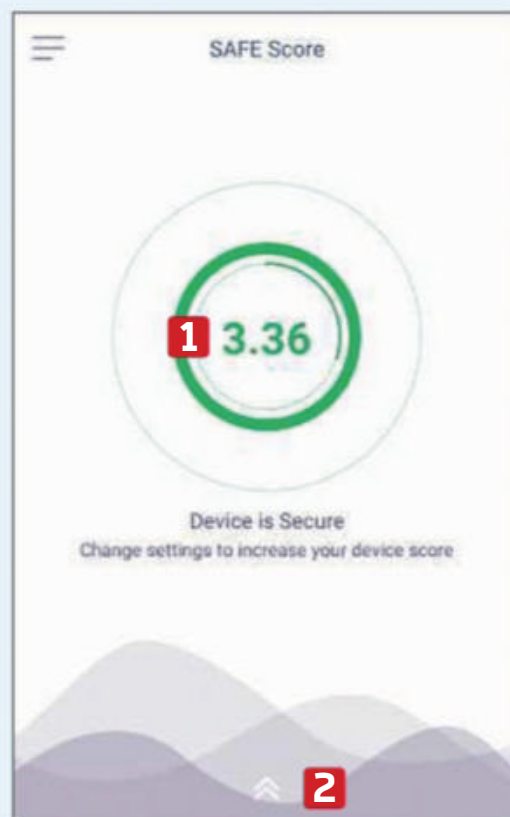 SAFE Score
1 3.36
Device is Secure
Change settings to increase your device score
2